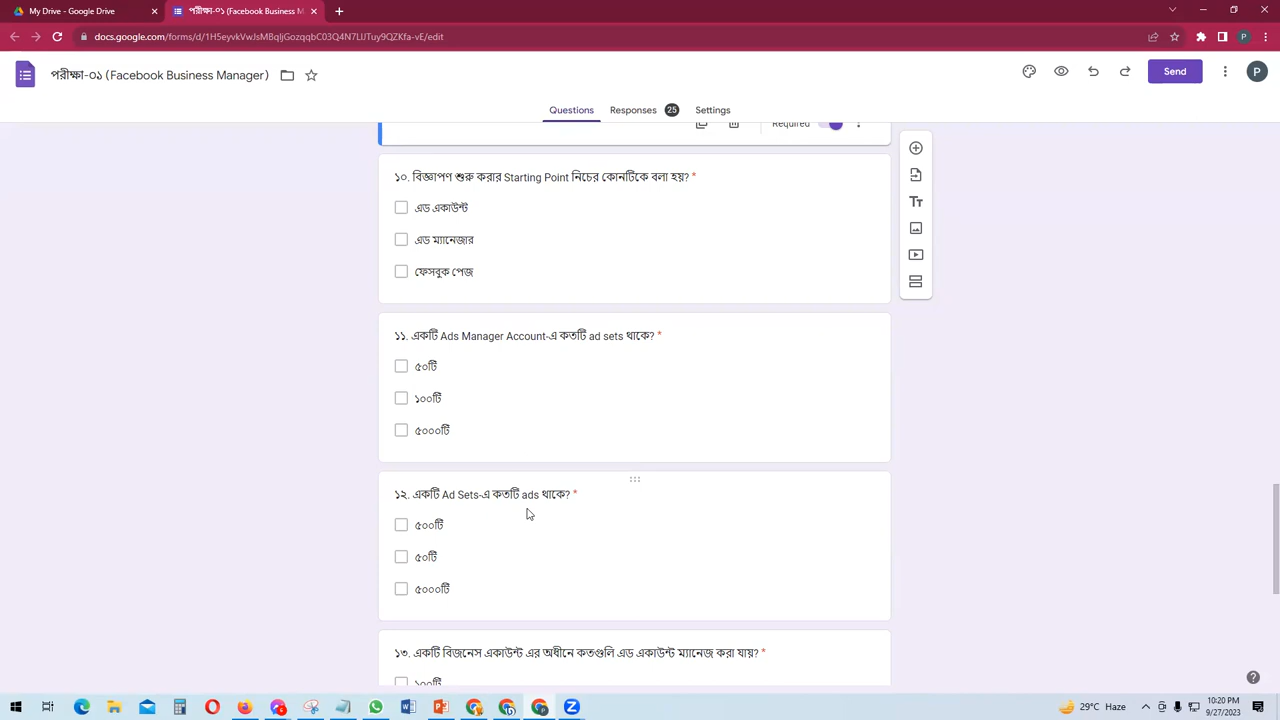 My Drive - Google Drive
পরীক্ষা-০১ (Facebook Business M
docs.google.com/forms/d/1H5eyvkVwJsMBqIjGozqqbC03Q4N7LIJTuy9QZKfa-vE/edit
পরীক্ষা-০১ (Facebook Business Manager)
Send
P
Questions
Responses 25
Settings
Required
১০. বিজ্ঞাপণ শুরু করার Starting Point নিচের কোনটিকে বলা হয়? *
এড একাউন্ট
এড ম্যানেজার
ফেসবুক পেজ
১১. একটি Ads Manager Account-এ কতটি ad sets থাকে? *
৫০টি
১০০টি
৫০০০টি
১২. একটি Ad Sets-এ কতটি ads থাকে? *
৫০০টি
৫০টি
৫০০০টি
১৩. একটি বিজনেস একাউন্ট এর অধীনে কতগুলি এড একাউন্ট ম্যানেজ করা যায়? *
১০০টি
29°C Haze
10:20 PM
9/27/2023